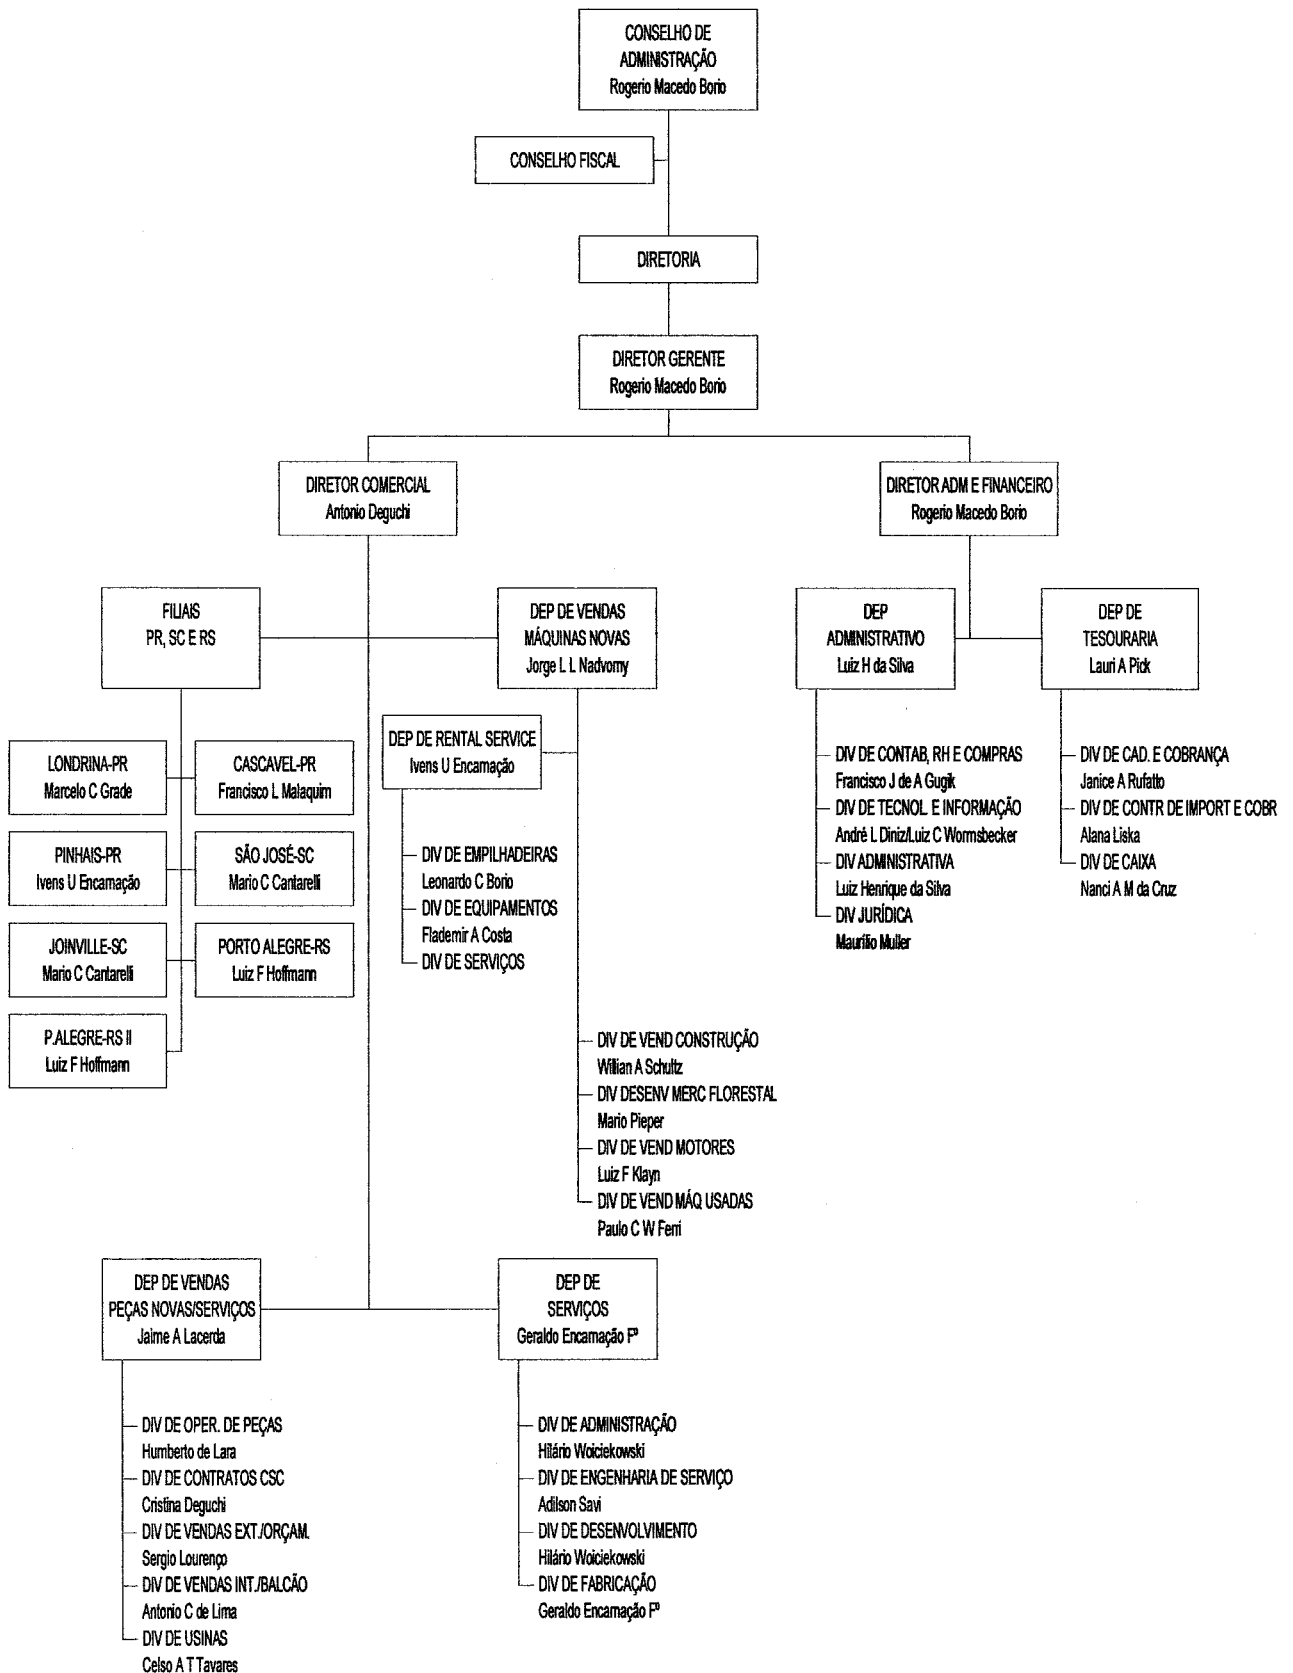 CONSELHO DE
ADMINISTRAÇÃO
Rogerio Macedo Borio
CONSELHO FISCAL
DIRETORIA
DIRETOR GERENTE
Rogerio Macedo Borio
DIRETOR COMERCIAL
Antonio Deguchi
DIRETOR ADM E FINANCEIRO
Rogerio Macedo Borio
FILIAIS
PR, SC E RS
DEP DE VENDAS
MÁQUINAS NOVAS
Jorge L L Nadvorny
DEP
ADMINISTRATIVO
Luiz H da Silva
DEP DE
TESOURARIA
Lauri A Pick
LONDRINA-PR
Marcelo C Grade
CASCAVEL-PR
Francisco L Malaquim
PINHAIS-PR
Ivens U Encarnação
SÃO JOSÉ-SC
Mario C Cantarelli
JOINVILLE-SC
Mario C Cantarelli
PORTO ALEGRE-RS
Luiz F Hoffmann
P.ALEGRE-RS II
Luiz F Hoffmann
DEP DE RENTAL SERVICE
Ivens U Encarnação
DIV DE EMPILHADEIRAS
Leonardo C Borio
DIV DE EQUIPAMENTOS
Flademir A Costa
DIV DE SERVIÇOS
DIV DE CONTAB, RH E COMPRAS
Francisco J de A Gugik
DIV DE TECNOL E INFORMAÇÃO
André L Diniz/Luiz C Wormsbecker
DIV ADMINISTRATIVA
Luiz Henrique da Silva
DIV JURÍDICA
Maurílio Muller
DIV DE CAD. E COBRANÇA
Janice A Rufatto
DIV DE CONTR DE IMPORT E COBR
Alana Liska
DIV DE CAIXA
Nanci A M da Cruz
DIV DE VEND CONSTRUÇÃO
Willian A Schultz
DIV DESENV MERC FLORESTAL
Mario Pieper
DIV DE VEND MOTORES
Luiz F Klayn
DIV DE VEND MÁQ USADAS
Paulo C W Ferri
DEP DE VENDAS
PEÇAS NOVAS/SERVIÇOS
Jaime A Lacerda
DEP DE
SERVIÇOS
Geraldo Encarnação Fº
DIV DE OPER. DE PEÇAS
Humberto de Lara
DIV DE CONTRATOS CSC
Cristina Deguchi
DIV DE VENDAS EXT./ORÇAM.
Sergio Lourenço
DIV DE VENDAS INT./BALCÃO
Antonio C de Lima
DIV DE USINAS
Celso A T Tavares
DIV DE ADMINISTRAÇÃO
Hilário Woiciekowski
DIV DE ENGENHARIA DE SERVIÇO
Adilson Savi
DIV DE DESENVOLVIMENTO
Hilário Woiciekowski
DIV DE FABRICAÇÃO
Geraldo Encarnação Fº